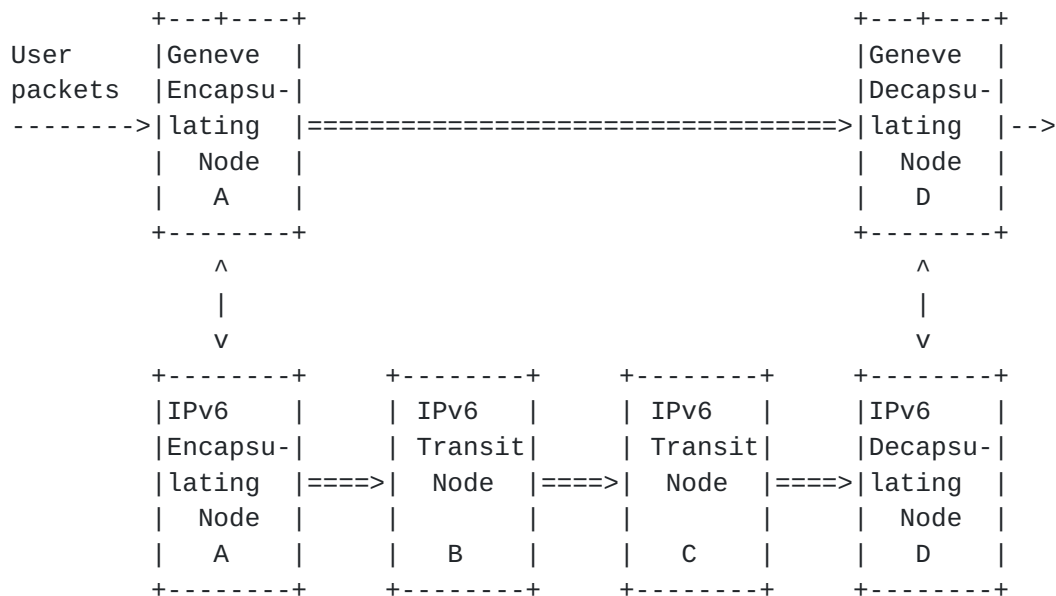 +---+----+                                   +---+----+
User     |Geneve  |                                   |Geneve  |
packets  |Encapsu-|                                   |Decapsu-|
-------->|lating  |==================================>|lating  |-->
         |  Node  |                                   |  Node  |
         |   A    |                                   |   D    |
         +--------+                                   +--------+
             ^                                            ^
             |                                            |
             v                                            v
         +--------+     +--------+     +--------+     +--------+
         |IPv6    |     | IPv6   |     | IPv6   |     |IPv6    |
         |Encapsu-|     | Transit|     | Transit|     |Decapsu-|
         |lating  |====>|  Node  |====>|  Node  |====>|lating  |
         |  Node  |     |        |     |        |     |  Node  |
         |   A    |     |   B    |     |   C    |     |   D    |
         +--------+     +--------+     +--------+     +--------+